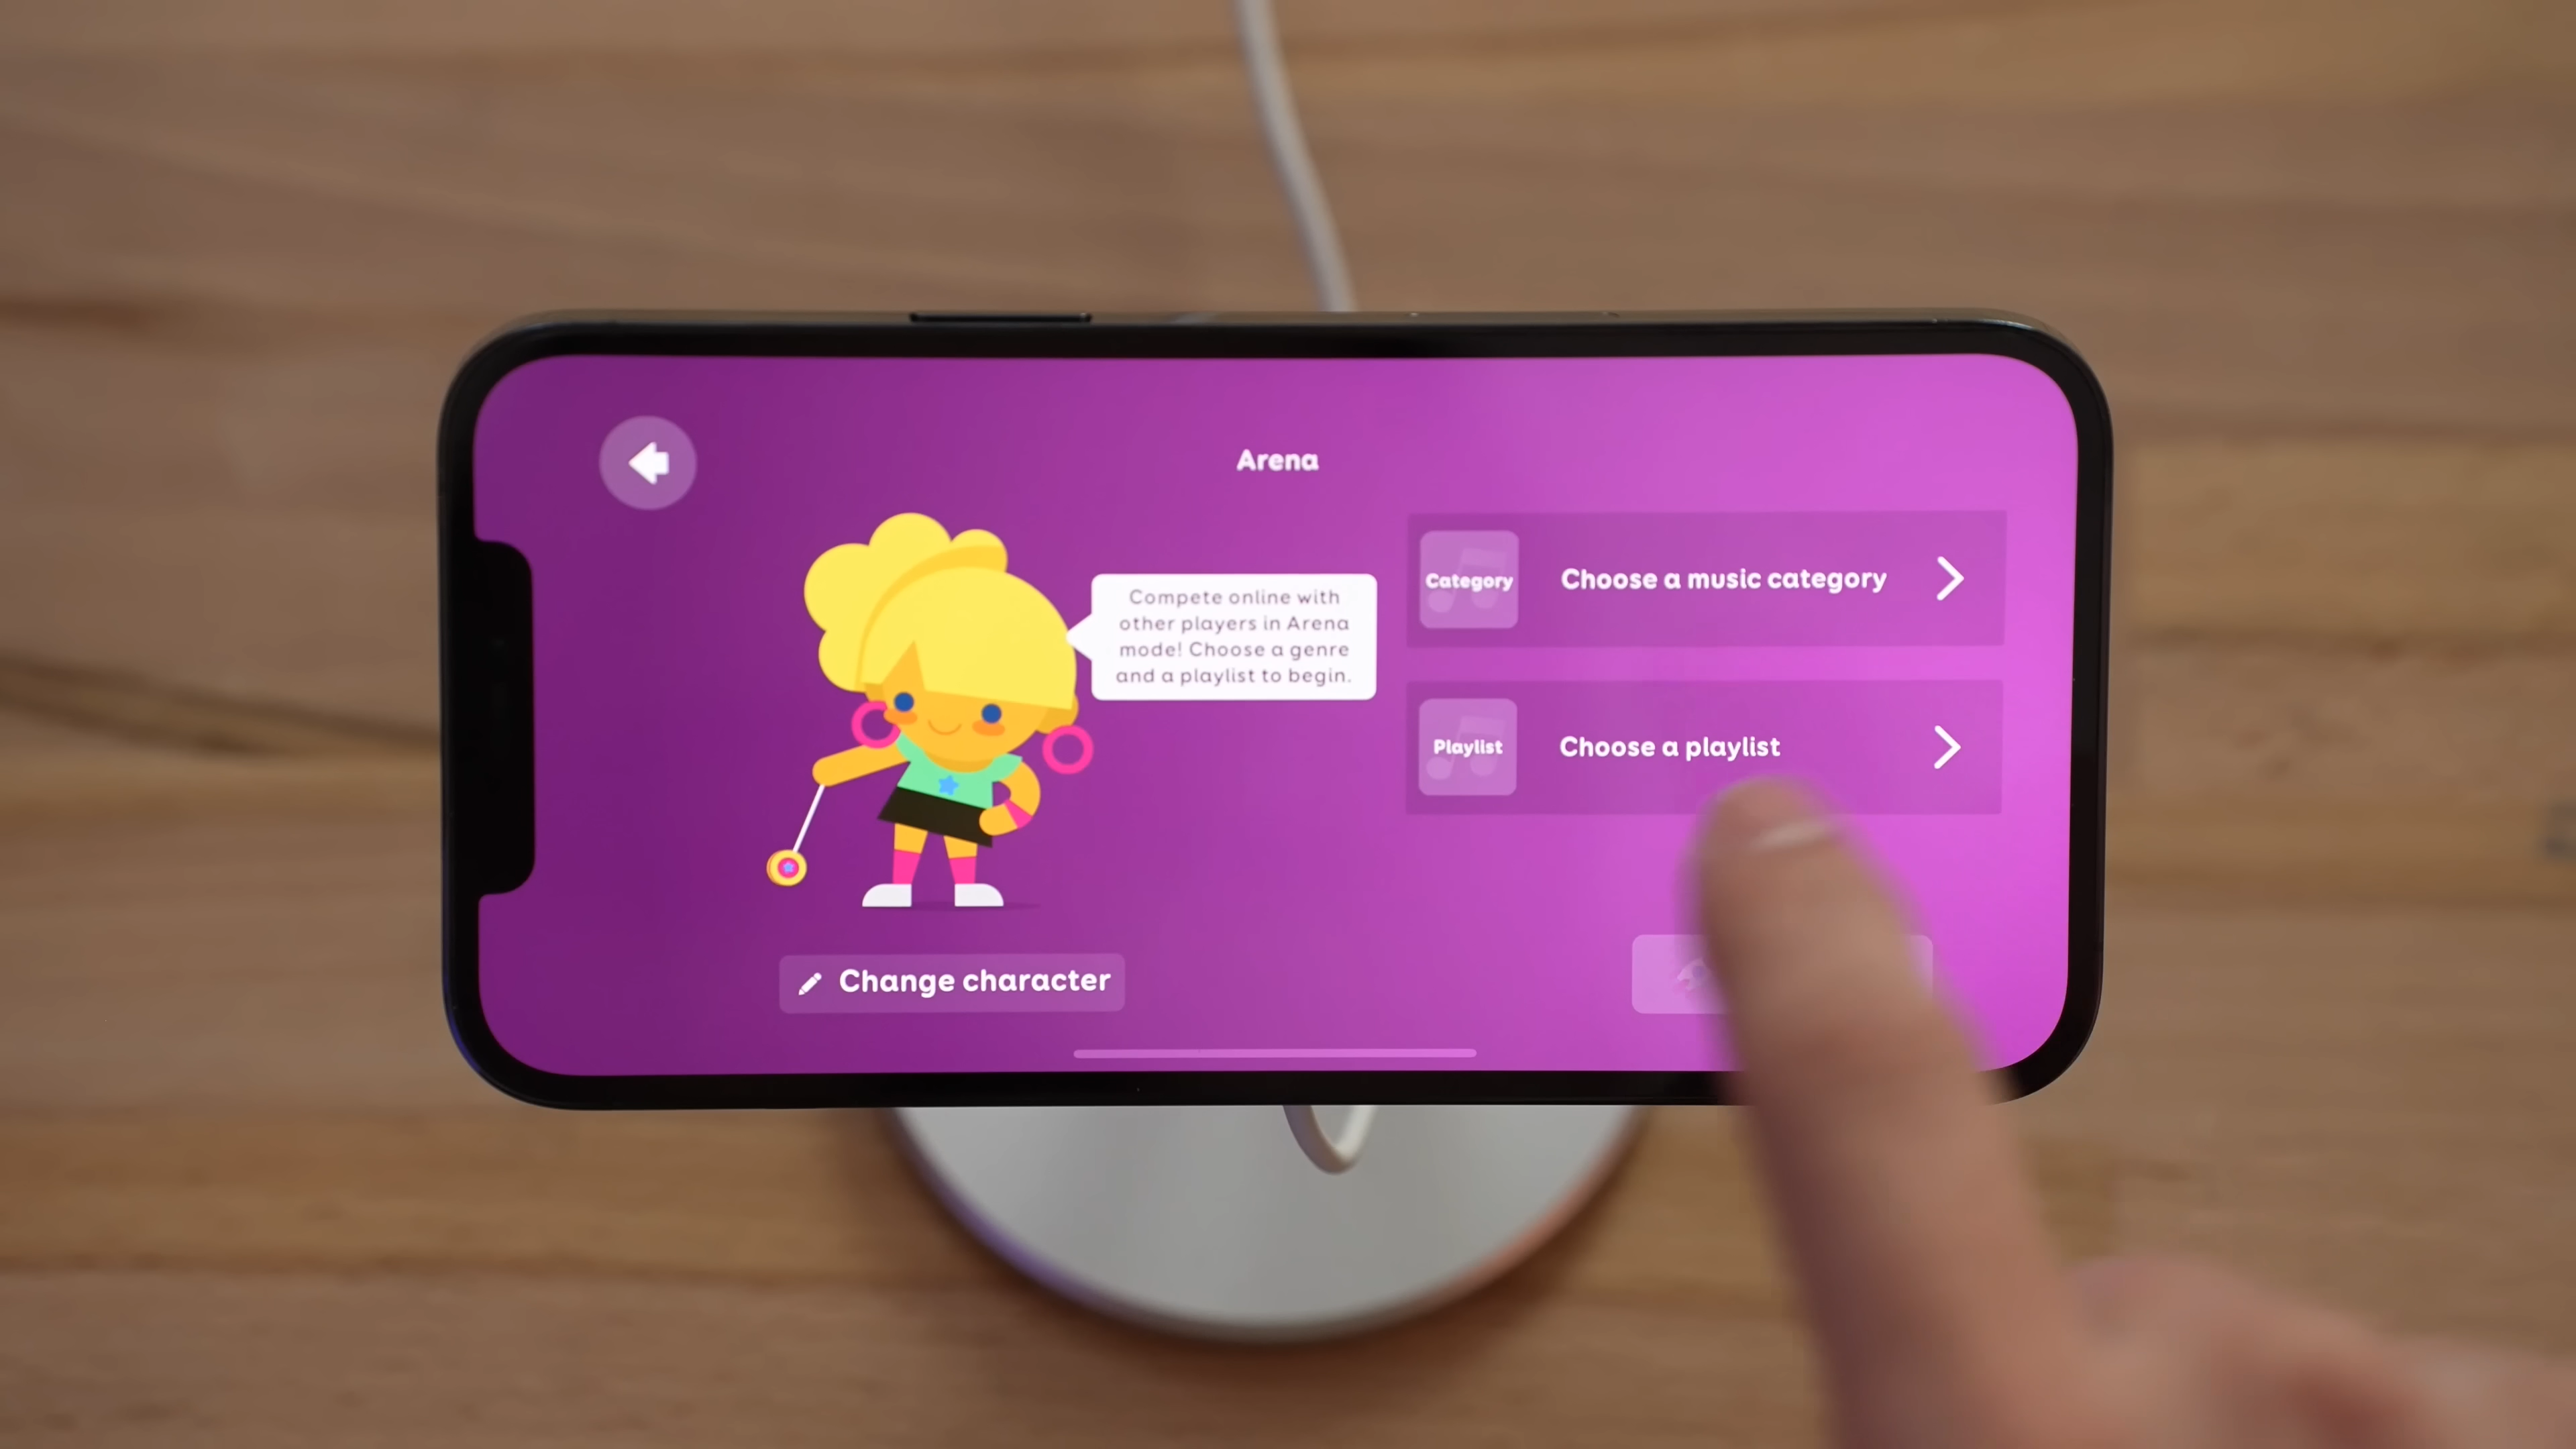 Arena
Compete online with
other players in Arena
mode! Choose a genre
and a playlist to begin.
Category
Choose a music category
Playlist
Choose a playlist
Change character